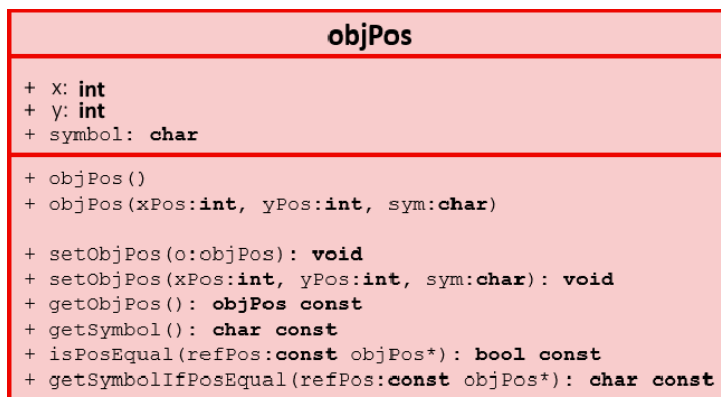 objPos
+ x: int
+ y: int
+ symbol: char
+ objPos()
+ objPos(xPos:int, yPos:int, sym:char)
+ setObjPos(o:objPos): void
+ setObjPos(xPos:int, yPos:int, sym:char): void
+ getObjPos(): objPos const
+ getSymbol(): char const
+ isPosEqual(refPos:const objPos*): bool const
+ getSymbolIfPosEqual(refPos:const objPos*): char const